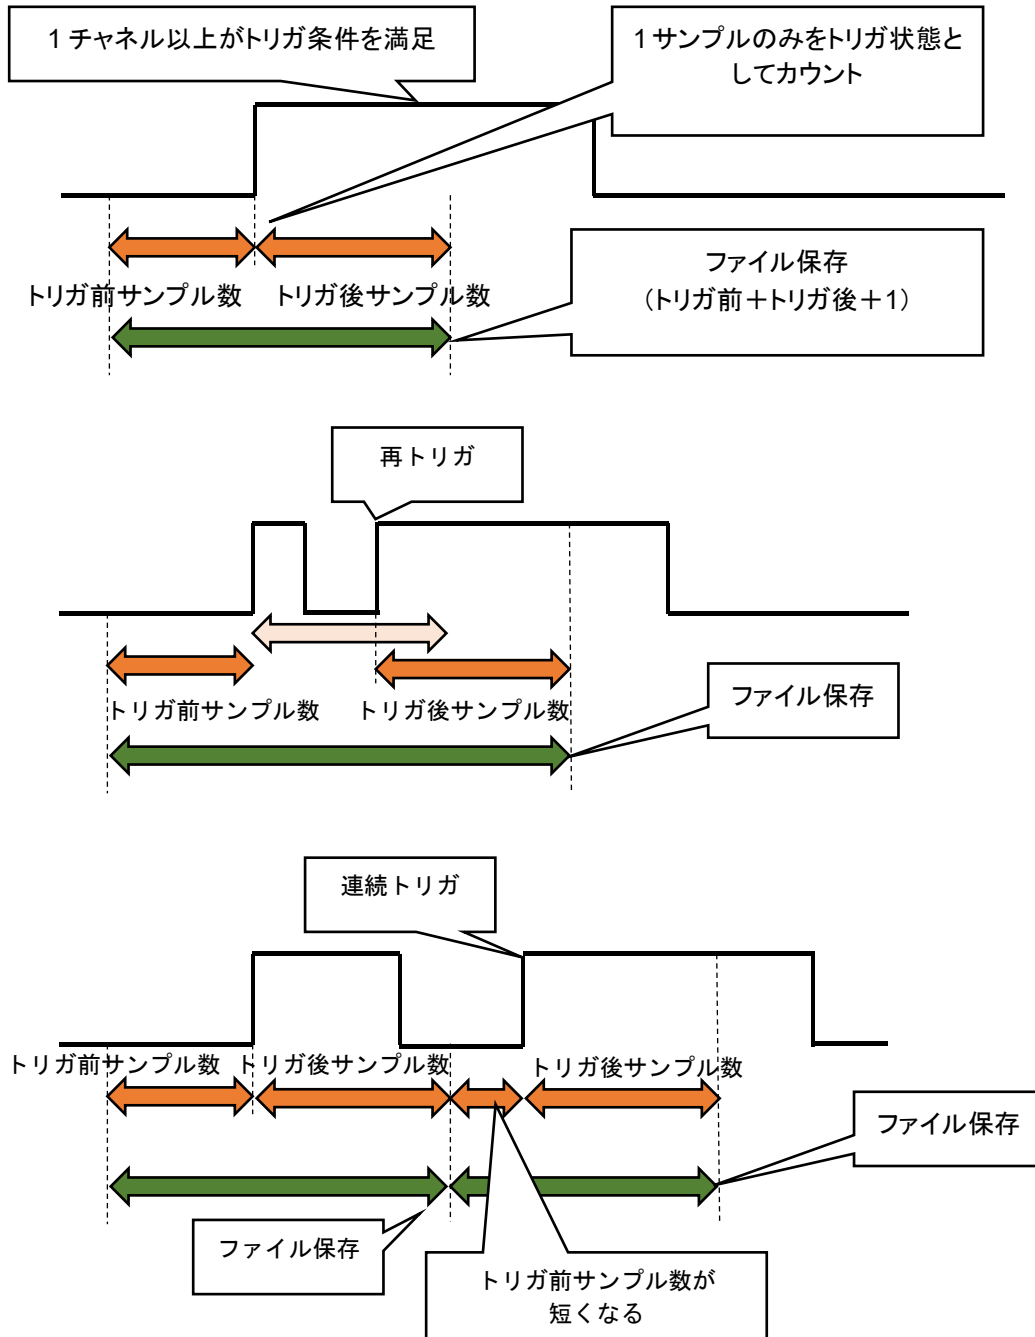 1 チャネル以上がトリガ条件を満足
1 サンプルのみをトリガ状態と
してカウント
トリガ前サンプル数
トリガ後サンプル数
ファイル保存
(トリガ前＋トリガ後＋1)
再トリガ
トリガ前サンプル数
トリガ後サンプル数
ファイル保存
連続トリガ
トリガ前サンプル数
トリガ後サンプル数
トリガ後サンプル数
ファイル保存
ファイル保存
トリガ前サンプル数が
短くなる